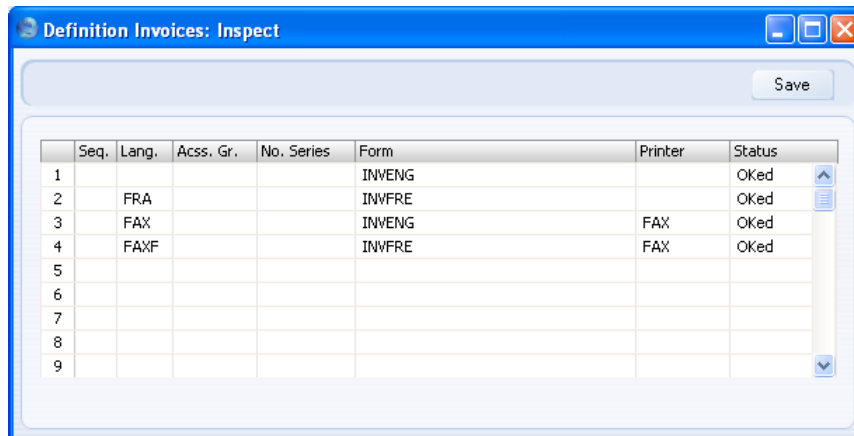 Definition Invoices: Inspect
Save
Seq. Lang. Acss. Gr. No. Series Form Printer Status
1 INVENG OKed
2 FRA INVFRE OKed
3 FAX INVENG FAX OKed
4 FAXF INVFRE FAX OKed
5
6
7
8
9